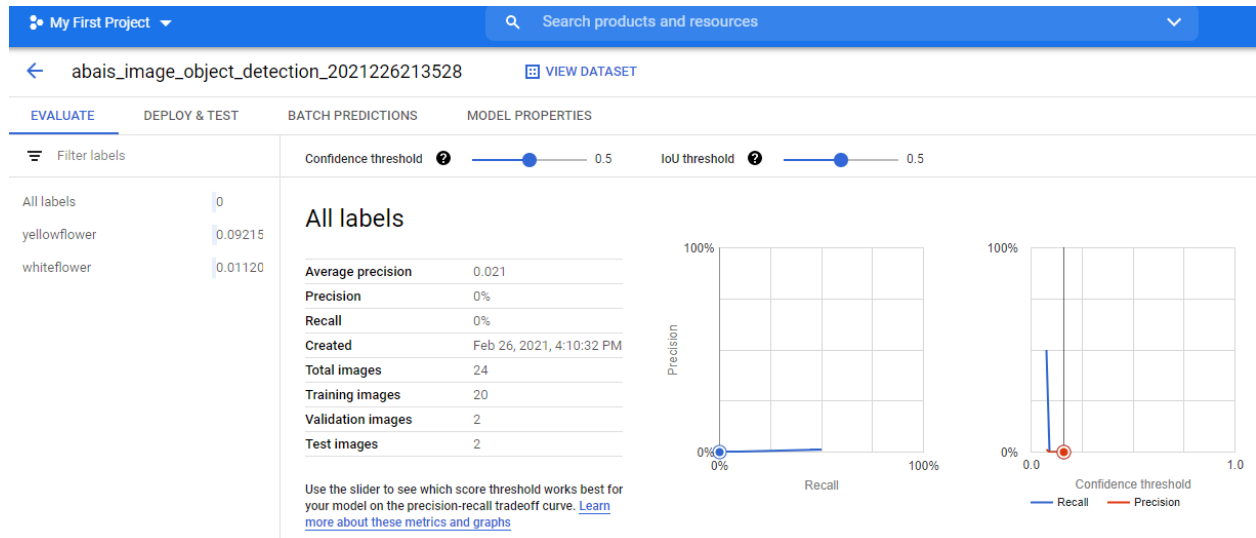 My First Project
Search products and resources
abais_image_object_detection_2021226213528
VIEW DATASET
EVALUATE DEPLOY & TEST BATCH PREDICTIONS MODEL PROPERTIES
Filter labels
Confidence threshold ? 0.5 IoU threshold ? 0.5
All labels 0
yellowflower 0.09215
whiteflower 0.01120
All labels
Average precision 0.021
Precision 0%
Recall 0%
Created Feb 26, 2021, 4:10:32 PM
Total images 24
Training images 20
Validation images 2
Test images 2
Use the slider to see which score threshold works best for
your model on the precision-recall tradeoff curve. Learn
more about these metrics and graphs
100%
Precision
0%
0% 100%
Recall
100%
0%
0.0 1.0
Confidence threshold
Recall Precision